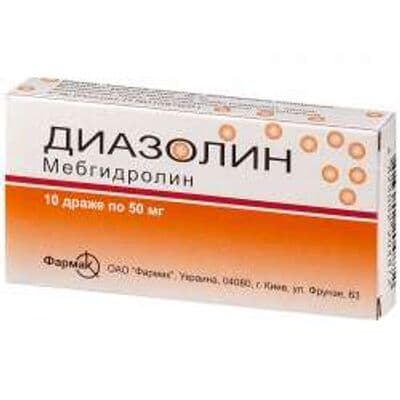 ДИАЗОЛИН
Мебгидролин
10 драже по 50 мг
Фармак
ОАО "Фармак", Украина, 04080, г. Киев, ул. Фрунзе, 63